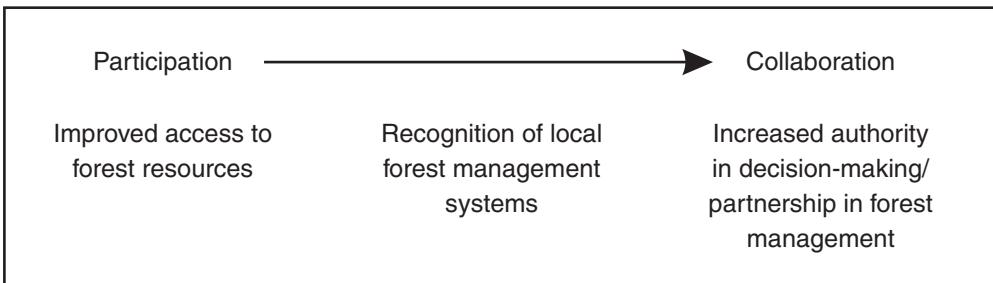 Participation
Collaboration
Improved access to
forest resources
Recognition of local
forest management
systems
Increased authority
in decision-making/
partnership in forest
management